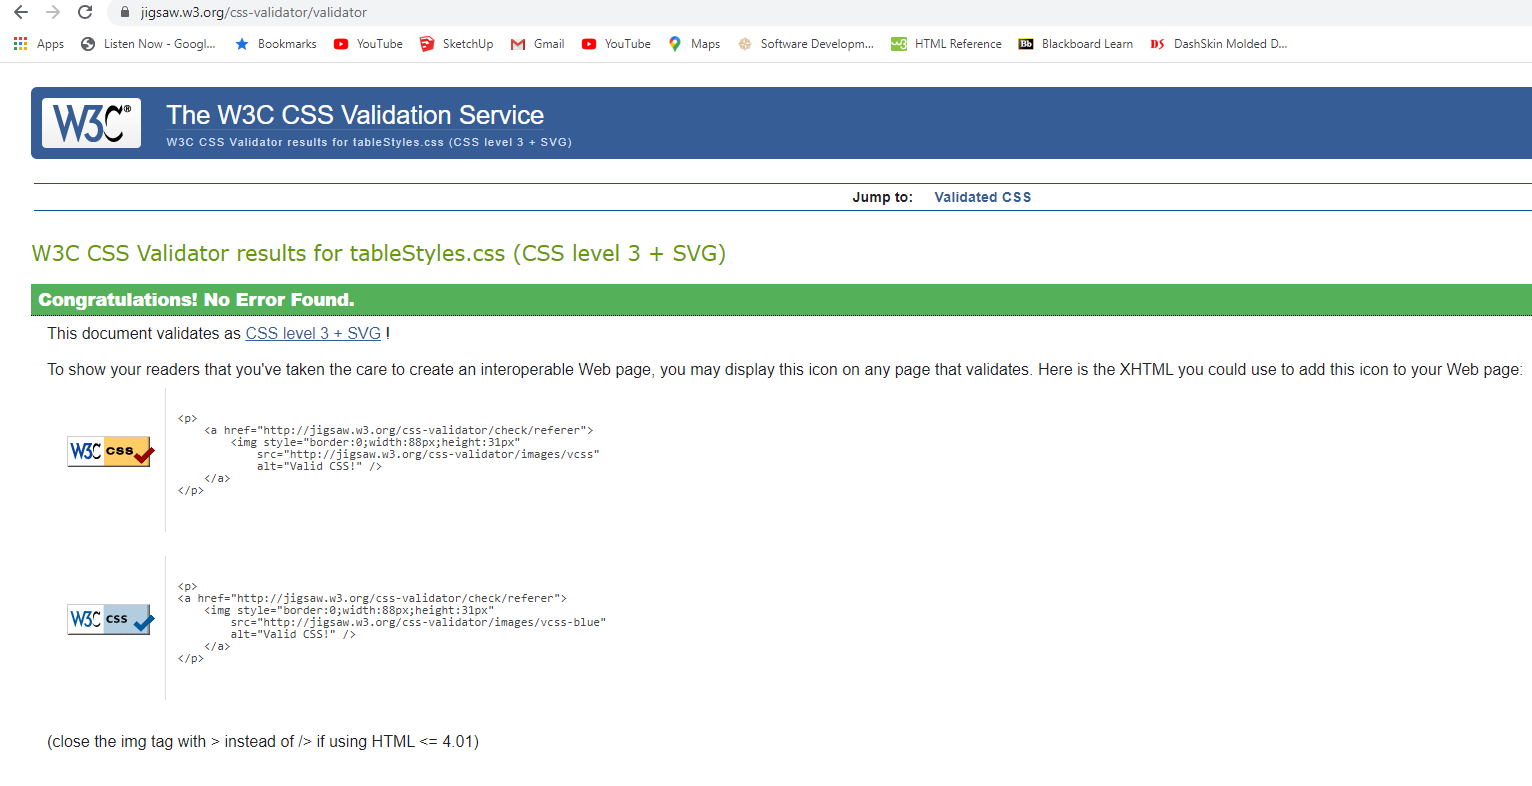 jigsaw.w3.org/css-validator/validator
Apps Listen Now - Googl... Bookmarks YouTube SketchUp Gmail YouTube Maps Software Developm... w3 HTML Reference Bb Blackboard Learn DS DashSkin Molded D...
W3C® The W3C CSS Validation Service
W3C CSS Validator results for tableStyles.css (CSS level 3 + SVG)
Jump to: Validated CSS
W3C CSS Validator results for tableStyles.css (CSS level 3 + SVG)
Congratulations! No Error Found.
This document validates as CSS level 3 + SVG !
To show your readers that you've taken the care to create an interoperable Web page, you may display this icon on any page that validates. Here is the XHTML you could use to add this icon to your Web page:
W3C css
<p>
    <a href="http://jigsaw.w3.org/css-validator/check/referer">
        <img style="border:0;width:88px;height:31px"
            src="http://jigsaw.w3.org/css-validator/images/vcss"
            alt="Valid CSS!" />
    </a>
</p>
W3C css
<p>
<a href="http://jigsaw.w3.org/css-validator/check/referer">
    <img style="border:0;width:88px;height:31px"
        src="http://jigsaw.w3.org/css-validator/images/vcss-blue"
        alt="Valid CSS!" />
    </a>
</p>
(close the img tag with > instead of /> if using HTML <= 4.01)